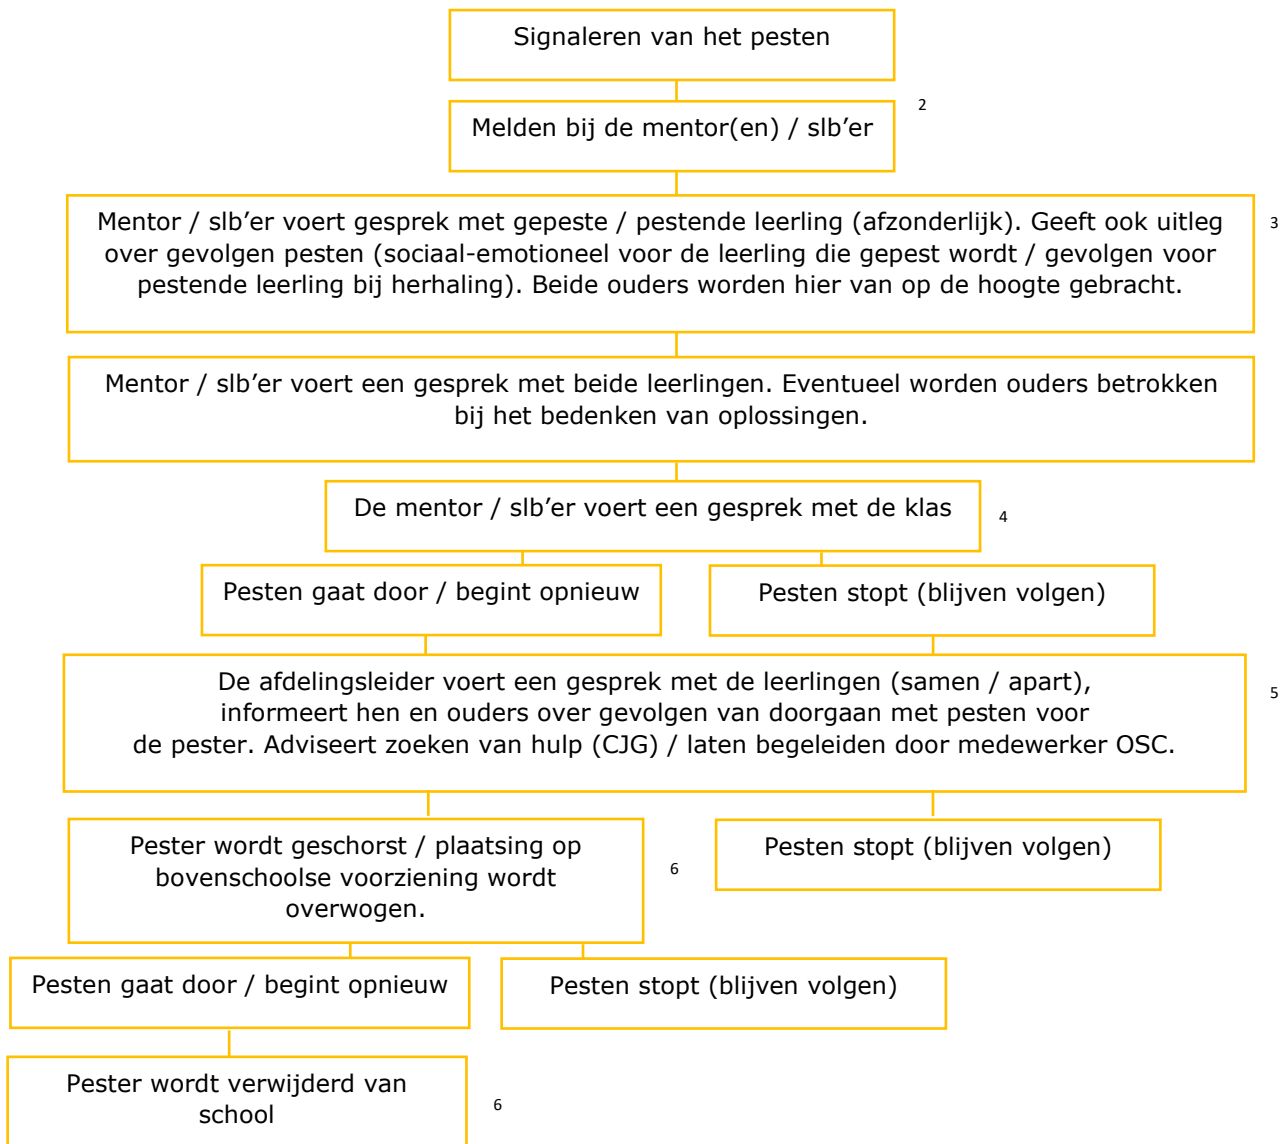 Signaleren van het pesten
2
Melden bij de mentor(en) / slb’er
Mentor / slb’er voert gesprek met gepeste / pestende leerling (afzonderlijk). Geeft ook uitleg
3
over gevolgen pesten (sociaal-emotioneel voor de leerling die gepest wordt / gevolgen voor
pestende leerling bij herhaling). Beide ouders worden hier van op de hoogte gebracht.
Mentor / slb’er voert een gesprek met beide leerlingen. Eventueel worden ouders betrokken
bij het bedenken van oplossingen.
De mentor / slb’er voert een gesprek met de klas
4
Pesten gaat door / begint opnieuw
Pesten stopt (blijven volgen)
De afdelingsleider voert een gesprek met de leerlingen (samen / apart),
5
informeert hen en ouders over gevolgen van doorgaan met pesten voor
de pester. Adviseert zoeken van hulp (CJG) / laten begeleiden door medewerker OSC.
Pester wordt geschorst / plaatsing op
bovenschoolse voorziening wordt
overwogen.
6
Pesten stopt (blijven volgen)
Pesten gaat door / begint opnieuw
Pesten stopt (blijven volgen)
Pester wordt verwijderd van
school
6